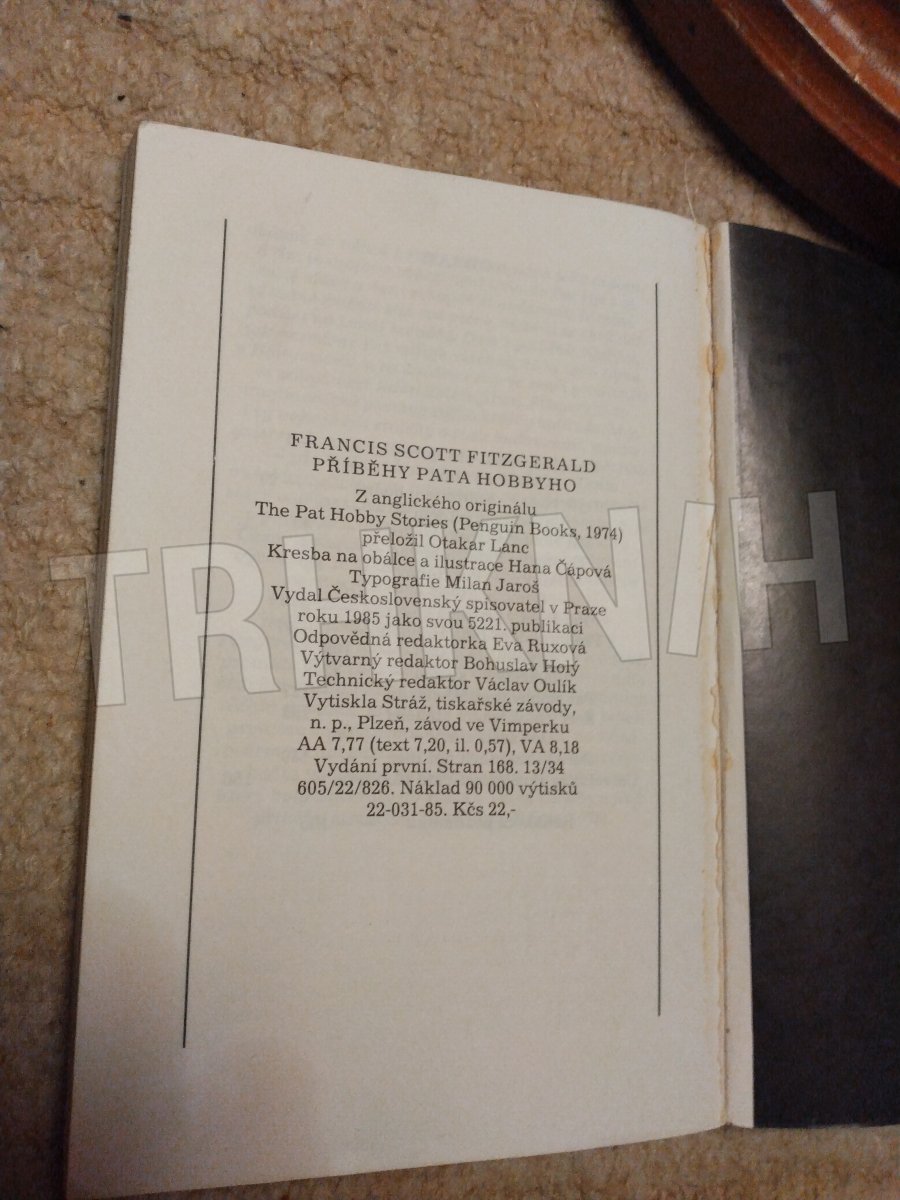 FRANCIS SCOTT FITZGERALD
PŘÍBĚHY PATA HOBBYHO
Z anglického originálu
The Pat Hobby Stories (Penguin Books, 1974)
přeložil Otakar Lanc
Kresba na obálce a ilustrace Hana Čápová
Typografie Milan Jaroš
Vydal Československý spisovatel v Praze
roku 1985 jako svou 5221. publikaci
Odpovědná redaktorka Eva Ruxová
Výtvarný redaktor Bohuslav Holý
Technický redaktor Václav Oulík
Vytiskla Stráž, tiskařské závody,
n. p., Plzeň, závod ve Vimperku
AA 7,77 (text 7,20, il. 0,57), VA 8,18
Vydání první. Stran 168. 13/34
605/22/826. Náklad 90 000 výtisků
22-031-85. Kčs 22,-